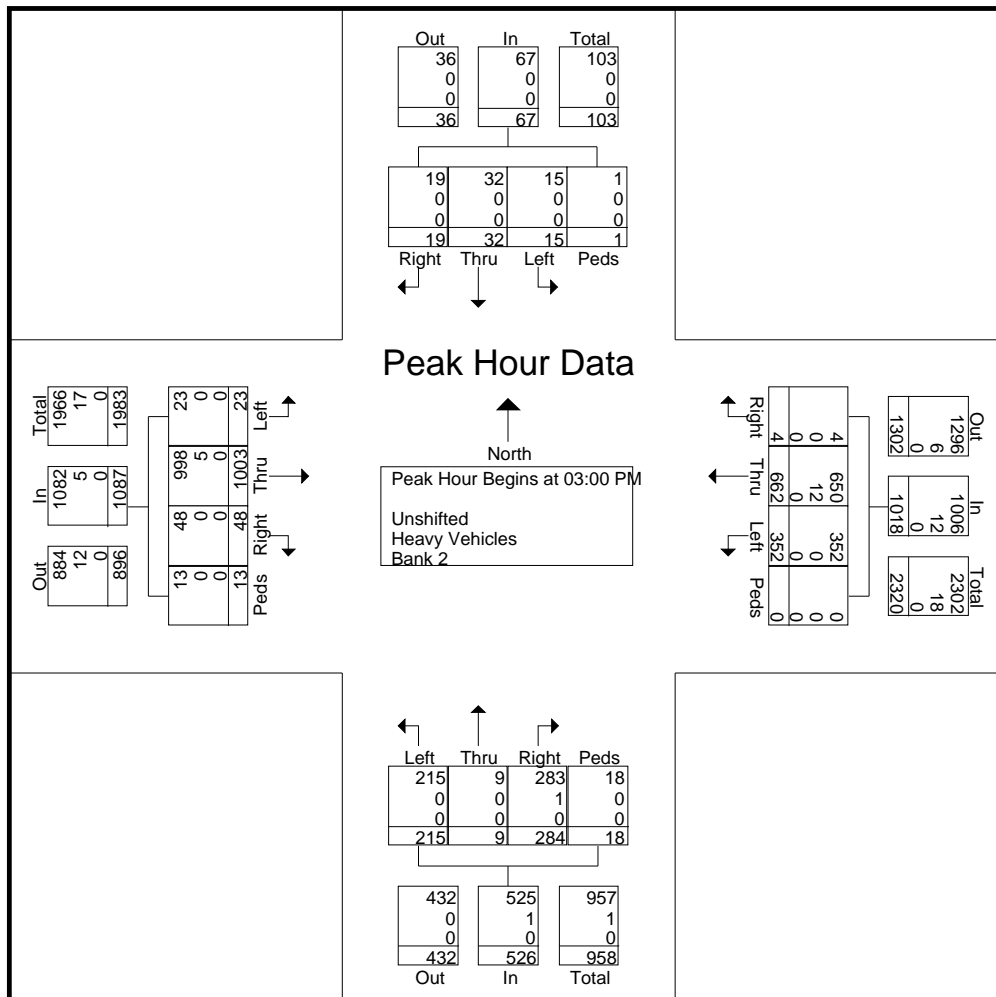 Out In Total
36 67 103
0 0 0
0 0 0
36 67 103
19 32 15 1
0 0 0 0
0 0 0 0
19 32 15 1
Right Thru Left Peds
Peak Hour Data
North
Peak Hour Begins at 03:00 PM
Unshifted
Heavy Vehicles
Bank 2
Total
1966
17
0
1983
In
1082
5
0
1087
Out
884
12
0
896
23
0
0
23
Left
998
5
0
1003
Thru
48
0
0
48
Right
13
0
0
13
Peds
Right
4
0
0
4
Thru
662
0
12
650
Left
352
0
0
352
Peds
0
0
0
0
Out
1296
6
0
1302
In
1006
12
0
1018
Total
2302
18
0
2320
Left Thru Right Peds
215 9 283 18
0 0 1 0
0 0 0 0
215 9 284 18
432 525 957
0 1 1
0 0 0
432 526 958
Out In Total